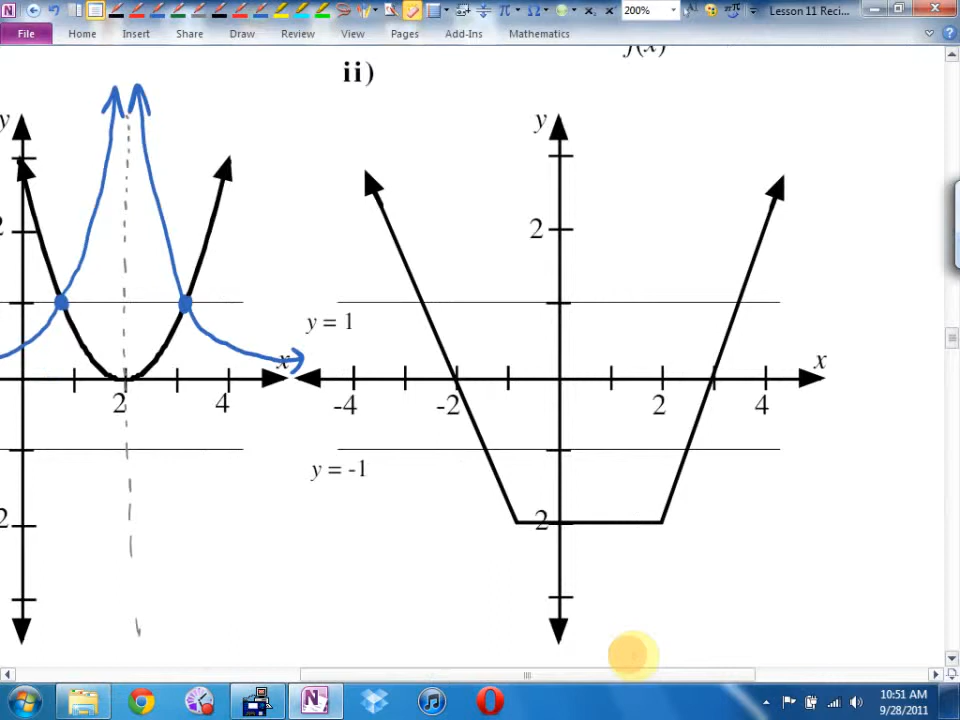 200%
Lesson 11 Reci...
File Home Insert Share Draw Review View Pages Add-Ins Mathematics
f(x)
ii)
y
2
y = 1
x
2 4
y
2
y = 1
x
-4 -2 2 4
y = -1
2
2
10:51 AM
9/28/2011